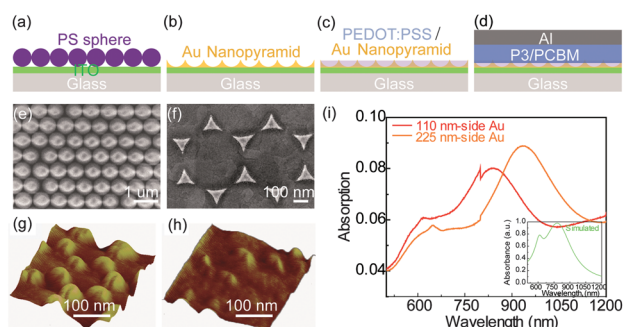 (a)
PS sphere
ITO
Glass
(b)
Au Nanopyramid
Glass
(c)
PEDOT:PSS /
Au Nanopyramid
Glass
(d)
Al
P3/PCBM
Glass
(e)
1 um
(f)
100 nm
(g)
100 nm
(h)
100 nm
(i)
110 nm-side Au
225 nm-side Au
Absorption
0.10
0.08
0.06
0.04
600 750 900 1050 1200
Wavelength (nm)
Simulated
Absorbance (a.u.)
1.0
0.8
0.6
0.4
0.2
0.0
600 750 900 1050 1200
Wavelength (nm)